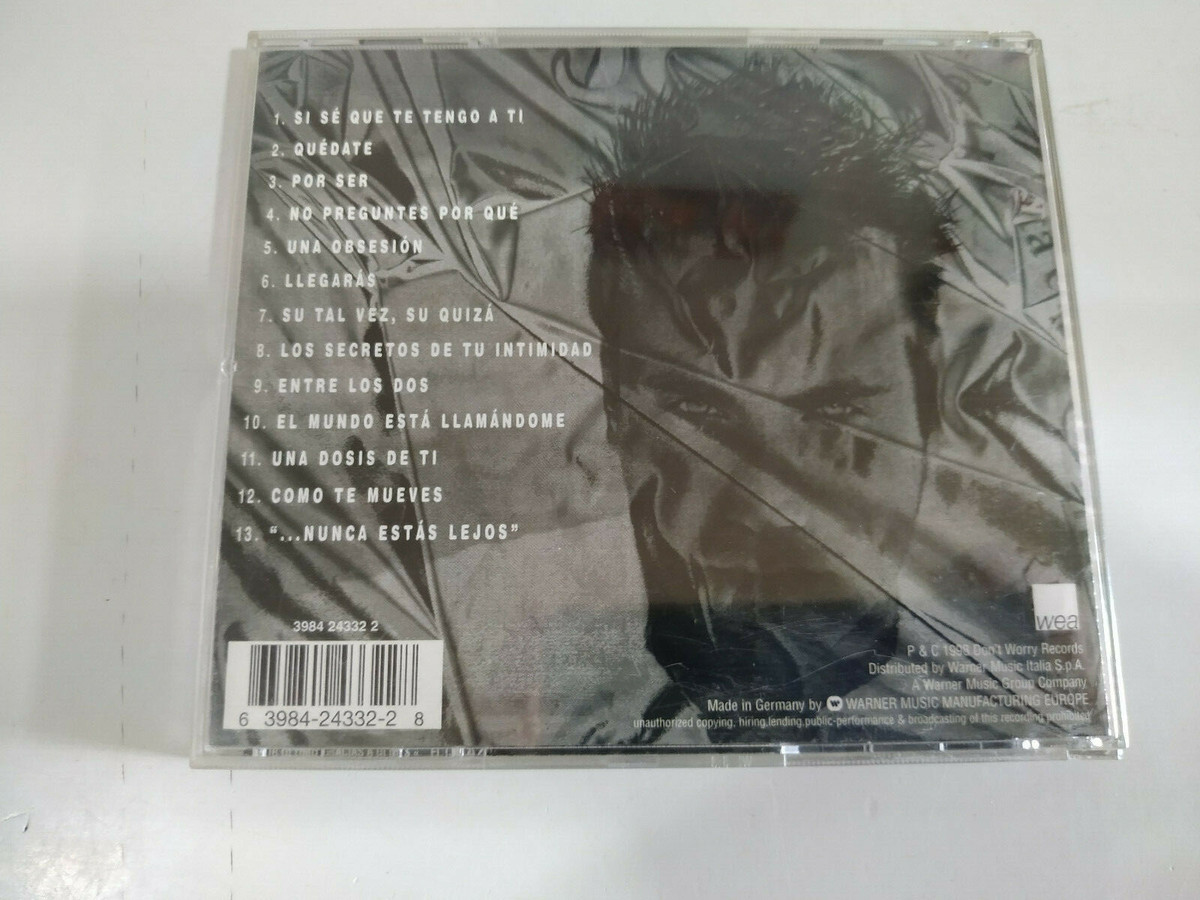 1. SI SÉ QUE TE TENGO A TI
2. QUÉDATE
3. POR SER
4. NO PREGUNTES POR QUÉ
5. UNA OBSESIÓN
6. LLEGARÁS
7. SU TAL VEZ, SU QUIZÁ
8. LOS SECRETOS DE TU INTIMIDAD
9. ENTRE LOS DOS
10. EL MUNDO ESTÁ LLAMÁNDOME
11. UNA DOSIS DE TI
12. COMO TE MUEVES
13. “...NUNCA ESTÁS LEJOS”
3984 24332 2
6 3984-24332-2 8
wea
P & C 1998 Don't Worry Records
Distributed by Warner Music Italia S.p.A.
A Warner Music Group Company
Made in Germany by WARNER MUSIC MANUFACTURING EUROPE
unauthorized copying, hiring, lending, public-performance & broadcasting of this recording prohibited